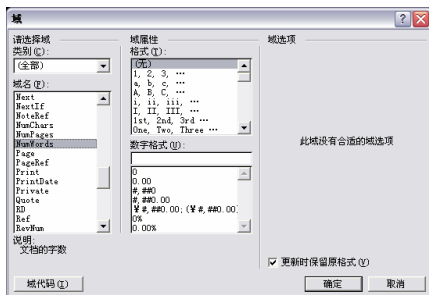 域
请选择域
类别(C):
(全部)
域名(F):
Next
NextIf
NoteRef
NumChars
NumPages
NumWords
Page
PageRef
Print
PrintDate
Private
Quote
RD
Ref
RevNum
说明:
文档的字数
域代码(I)
域属性
格式(T):
(无)
1, 2, 3, …
a, b, c, …
A, B, C, …
i, ii, iii, …
I, II, III, …
1st, 2nd, 3rd …
One, Two, Three …
数字格式(U):
0
0.00
#,##0
#,##0.00
￥#,##0.00;(￥#,##0.00)
0%
0.00%
域选项
此域没有合适的域选项
更新时保留原格式(V)
确定
取消